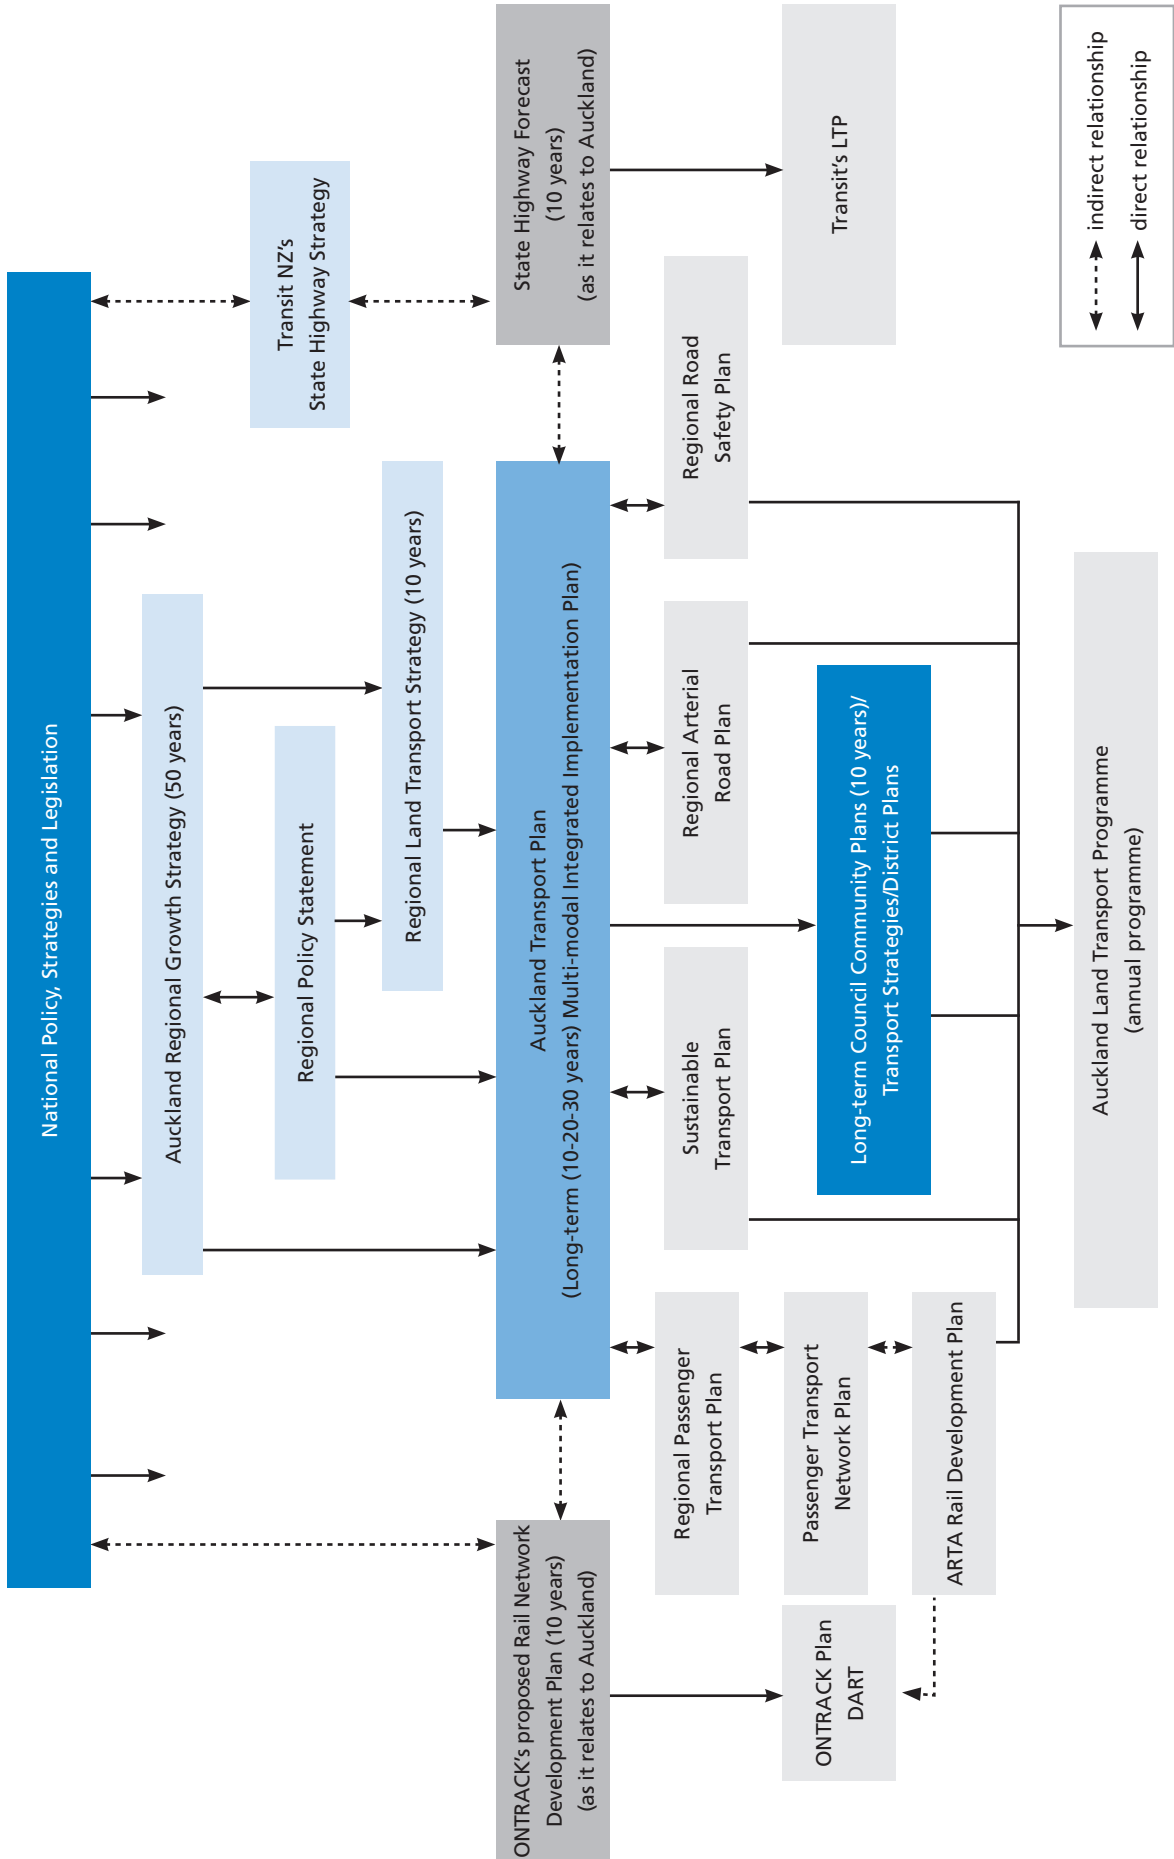 National Policy, Strategies and Legislation
Auckland Regional Growth Strategy (50 years)
Transit NZ's
State Highway Strategy
Regional Policy Statement
Regional Land Transport Strategy (10 years)
ONTRACK's proposed Rail Network
Development Plan (10 years)
(as it relates to Auckland)
Auckland Transport Plan
(Long-term (10-20-30 years) Multi-modal Integrated Implementation Plan)
State Highway Forecast
(10 years)
(as it relates to Auckland)
Regional Passenger
Transport Plan
Sustainable
Transport Plan
Regional Arterial
Road Plan
Regional Road
Safety Plan
ONTRACK Plan
DART
Passenger Transport
Network Plan
Long-term Council Community Plans (10 years)/
Transport Strategies/District Plans
Transit's LTP
ARTA Rail Development Plan
Auckland Land Transport Programme
(annual programme)
indirect relationship
direct relationship